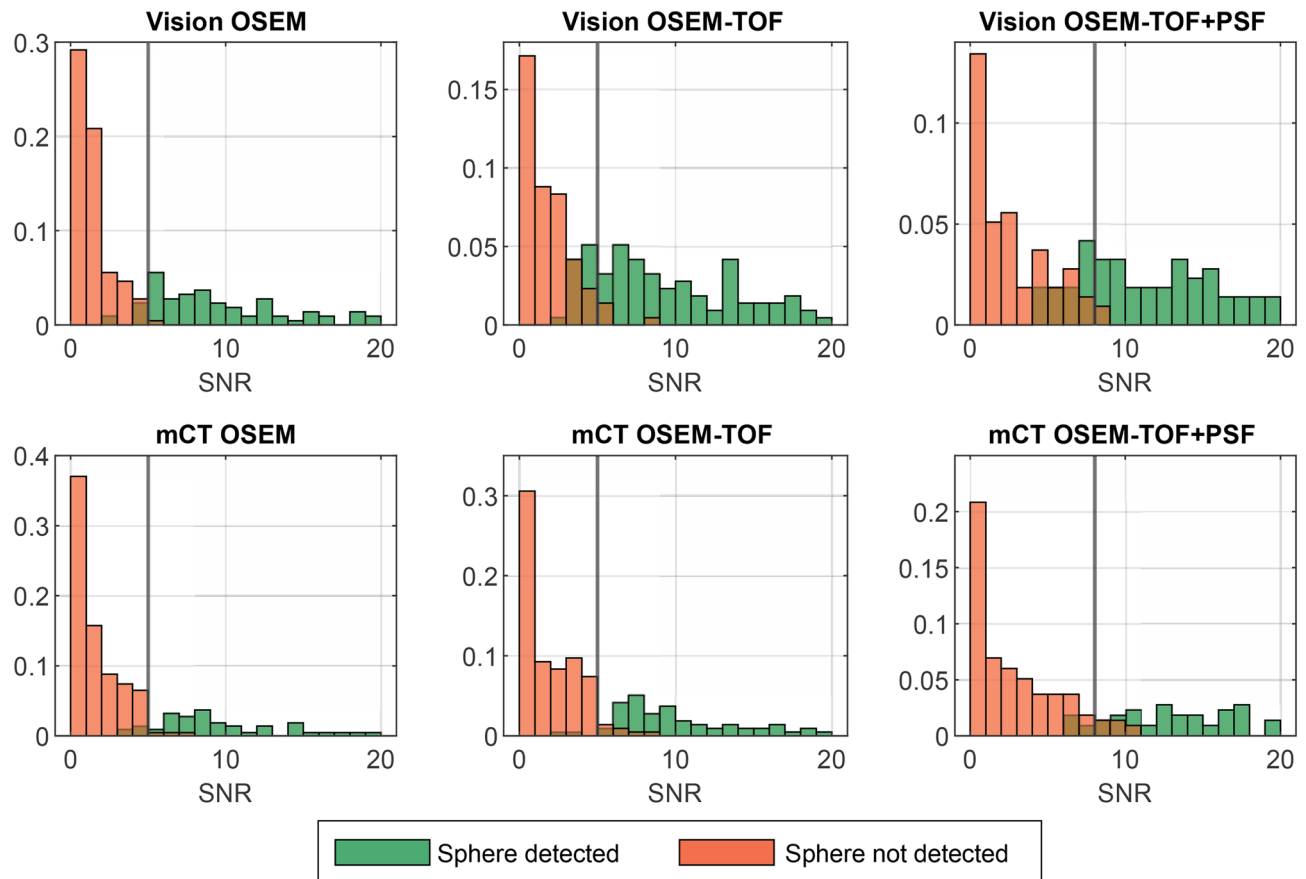 Vision OSEM
Vision OSEM-TOF
Vision OSEM-TOF+PSF
0.3
0.2
0.1
0
0 10 20
SNR
0.15
0.1
0.05
0
0 10 20
SNR
0.1
0.05
0
0 10 20
SNR
mCT OSEM
mCT OSEM-TOF
mCT OSEM-TOF+PSF
0.4
0.3
0.2
0.1
0
0 10 20
SNR
0.3
0.2
0.1
0
0 10 20
SNR
0.2
0.15
0.1
0.05
0
0 10 20
SNR
Sphere detected
Sphere not detected